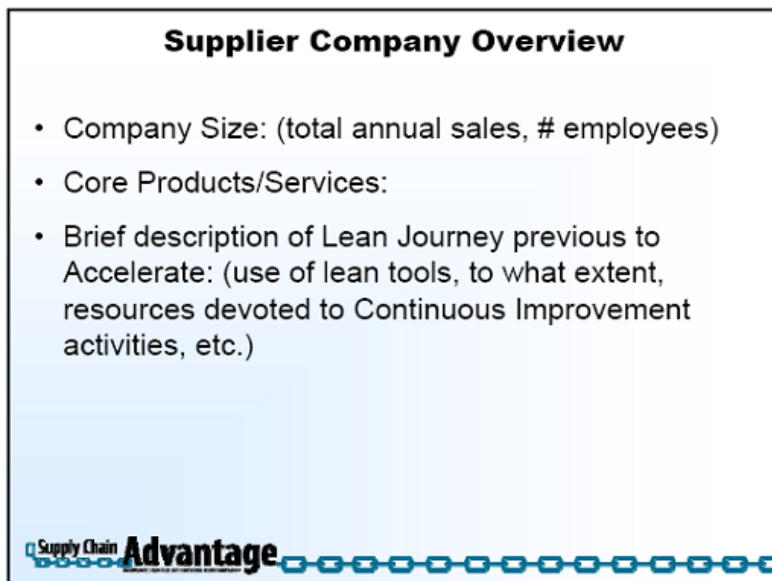 Supplier Company Overview
• Company Size: (total annual sales, # employees)
• Core Products/Services:
• Brief description of Lean Journey previous to
Accelerate: (use of lean tools, to what extent,
resources devoted to Continuous Improvement
activities, etc.)
Supply Chain Advantage